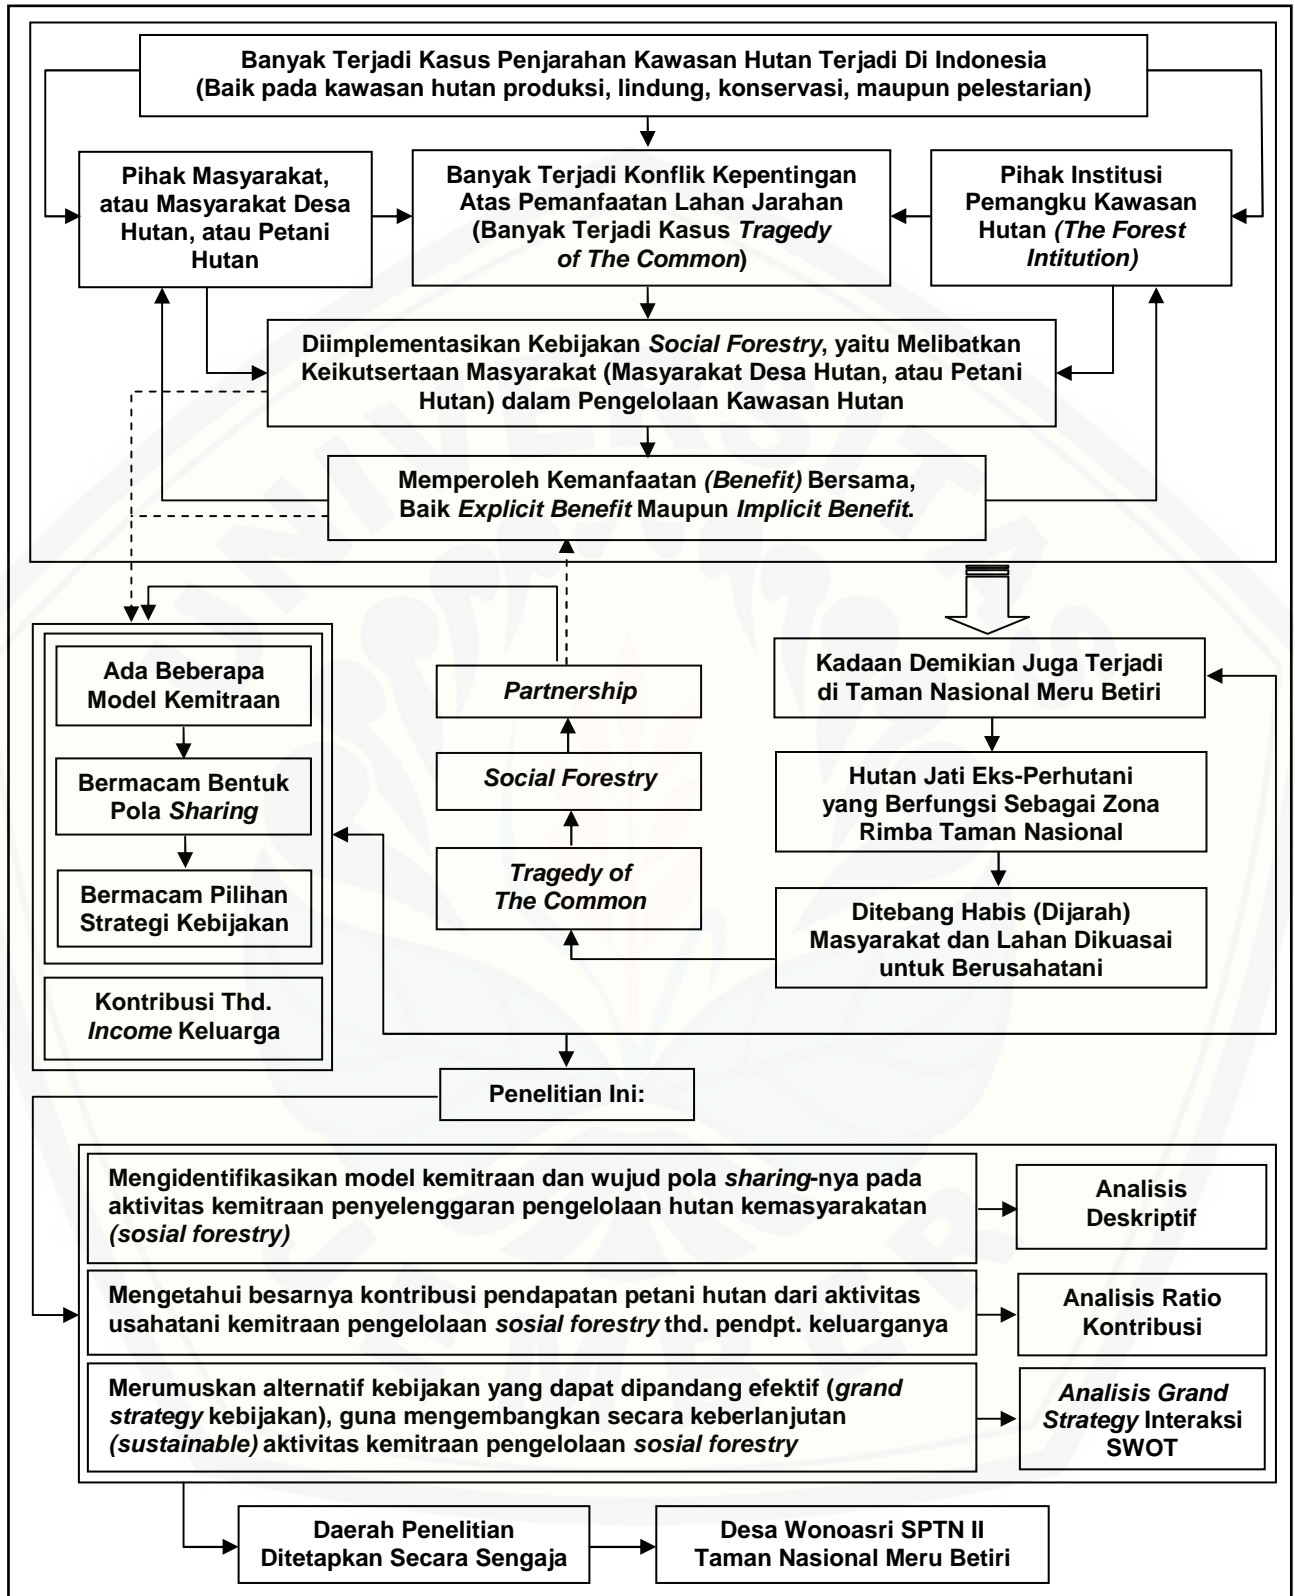 Banyak Terjadi Kasus Penjarahan Kawasan Hutan Terjadi Di Indonesia
(Baik pada kawasan hutan produksi, lindung, konservasi, maupun pelestarian)
Pihak Masyarakat,
atau Masyarakat Desa
Hutan, atau Petani
Hutan
Banyak Terjadi Konflik Kepentingan
Atas Pemanfaatan Lahan Jarahan
(Banyak Terjadi Kasus Tragedy
of The Common)
Pihak Institusi
Pemangku Kawasan
Hutan (The Forest
Intitution)
Diimplementasikan Kebijakan Social Forestry, yaitu Melibatkan
Keikutsertaan Masyarakat (Masyarakat Desa Hutan, atau Petani
Hutan) dalam Pengelolaan Kawasan Hutan
Memperoleh Kemanfaatan (Benefit) Bersama,
Baik Explicit Benefit Maupun Implicit Benefit.
Ada Beberapa
Model Kemitraan
Bermacam Bentuk
Pola Sharing
Bermacam Pilihan
Strategi Kebijakan
Kontribusi Thd.
Income Keluarga
Partnership
Social Forestry
Tragedy of
The Common
Kadaan Demikian Juga Terjadi
di Taman Nasional Meru Betiri
Hutan Jati Eks-Perhutani
yang Berfungsi Sebagai Zona
Rimba Taman Nasional
Ditebang Habis (Dijarah)
Masyarakat dan Lahan Dikuasai
untuk Berusahatani
Penelitian Ini:
Mengidentifikasikan model kemitraan dan wujud pola sharing-nya pada
aktivitas kemitraan penyelenggaran pengelolaan hutan kemasyarakatan
(sosial forestry)
Analisis
Deskriptif
Mengetahui besarnya kontribusi pendapatan petani hutan dari aktivitas
usahatani kemitraan pengelolaan sosial forestry thd. pendpt. keluarganya
Analisis Ratio
Kontribusi
Merumuskan alternatif kebijakan yang dapat dipandang efektif (grand
strategy kebijakan), guna mengembangkan secara keberlanjutan
(sustainable) aktivitas kemitraan pengelolaan sosial forestry
Analisis Grand
Strategy Interaksi
SWOT
Daerah Penelitian
Ditetapkan Secara Sengaja
Desa Wonoasri SPTN II
Taman Nasional Meru Betiri
UNIVERSITAS
JEMBER